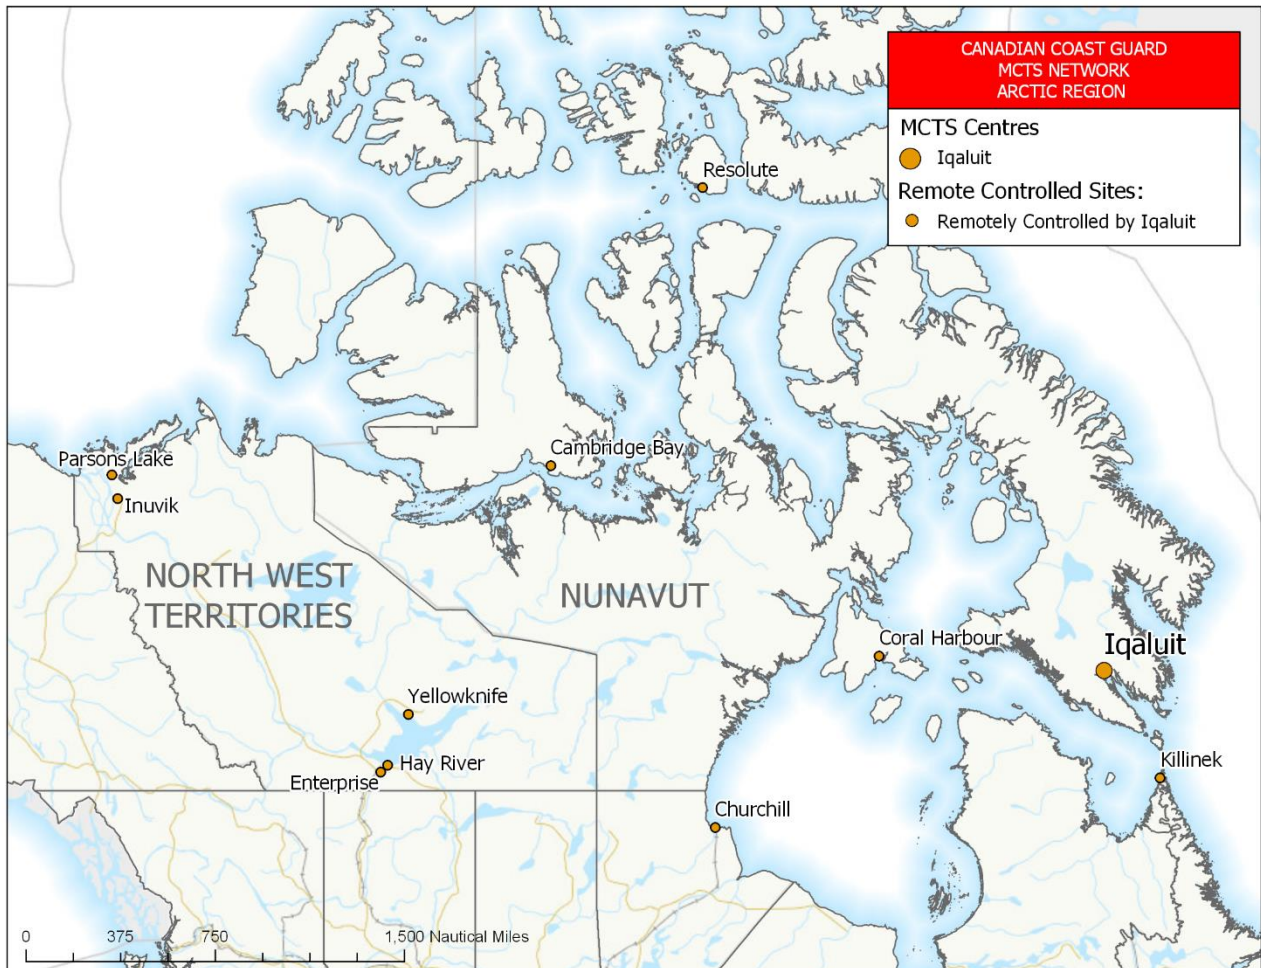 CANADIAN COAST GUARD
MCTS NETWORK
ARCTIC REGION
MCTS Centres
Iqaluit
Remote Controlled Sites:
Remotely Controlled by Iqaluit
Resolute
Cambridge Bay
Parsons Lake
Inuvik
NORTH WEST
TERRITORIES
NUNAVUT
Coral Harbour
Iqaluit
Yellowknife
Hay River
Enterprise
Killinek
Churchill
0 375 750 1,500 Nautical Miles